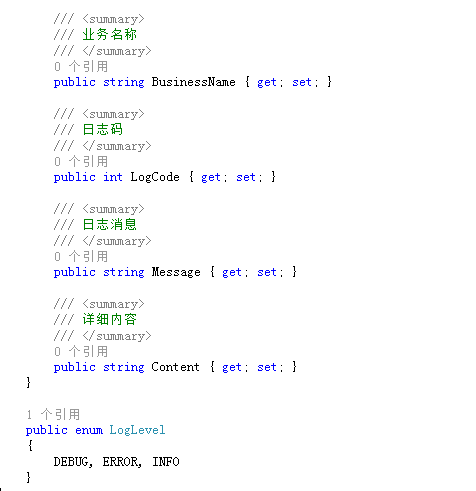 /// <summary>
/// 业务名称
/// </summary>
0 个引用
public string BusinessName { get; set; }
/// <summary>
/// 日志码
/// </summary>
0 个引用
public int LogCode { get; set; }
/// <summary>
/// 日志消息
/// </summary>
0 个引用
public string Message { get; set; }
/// <summary>
/// 详细内容
/// </summary>
0 个引用
public string Content { get; set; }
}
1 个引用
public enum LogLevel
{
DEBUG, ERROR, INFO
}